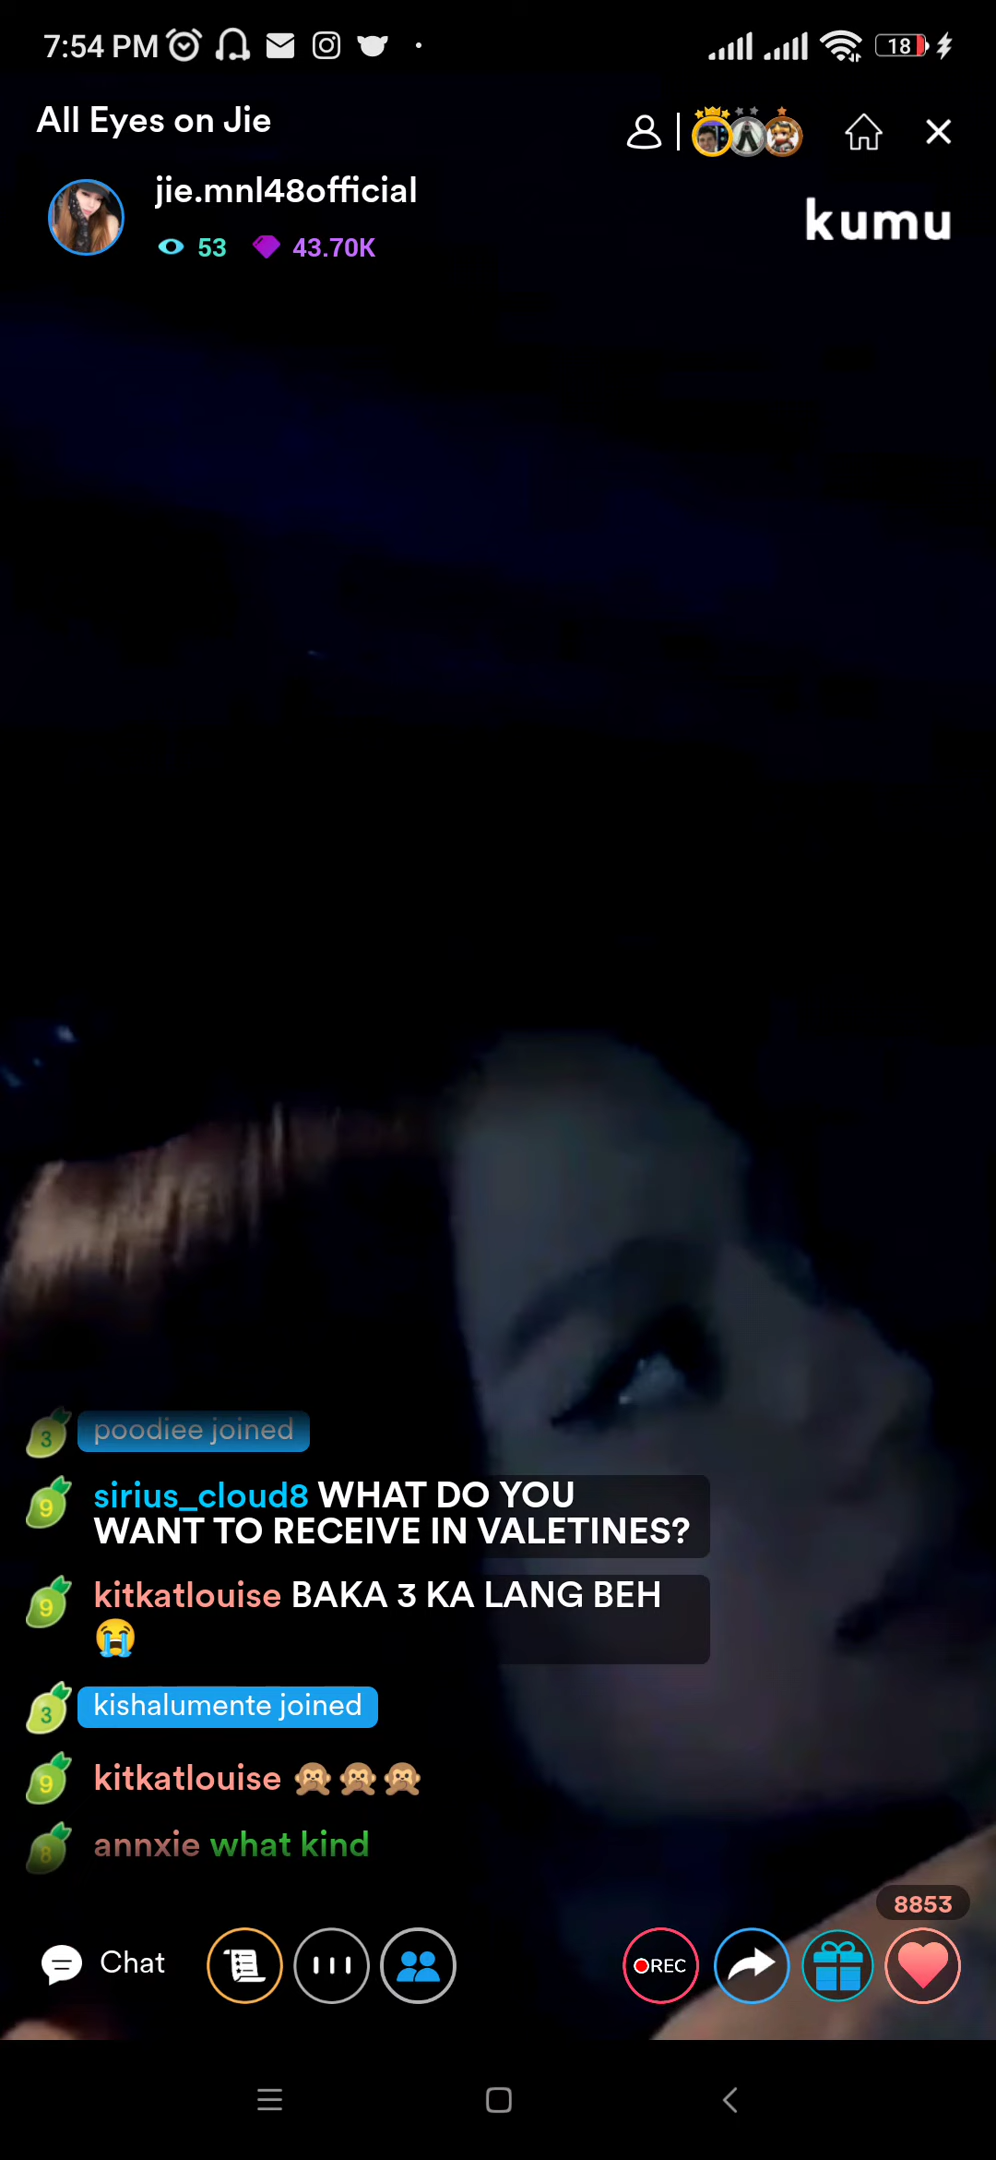 7:54 PM
18
All Eyes on Jie
jie.mnl48official
53 43.70K
kumu
3 poodiee joined
9 sirius_cloud8 WHAT DO YOU
WANT TO RECEIVE IN VALETINES?
9 kitkatlouise BAKA 3 KA LANG BEH
😭
3 kishalumente joined
9 kitkatlouise 🙊🙊🙊
8 annxie what kind
8853
Chat
REC